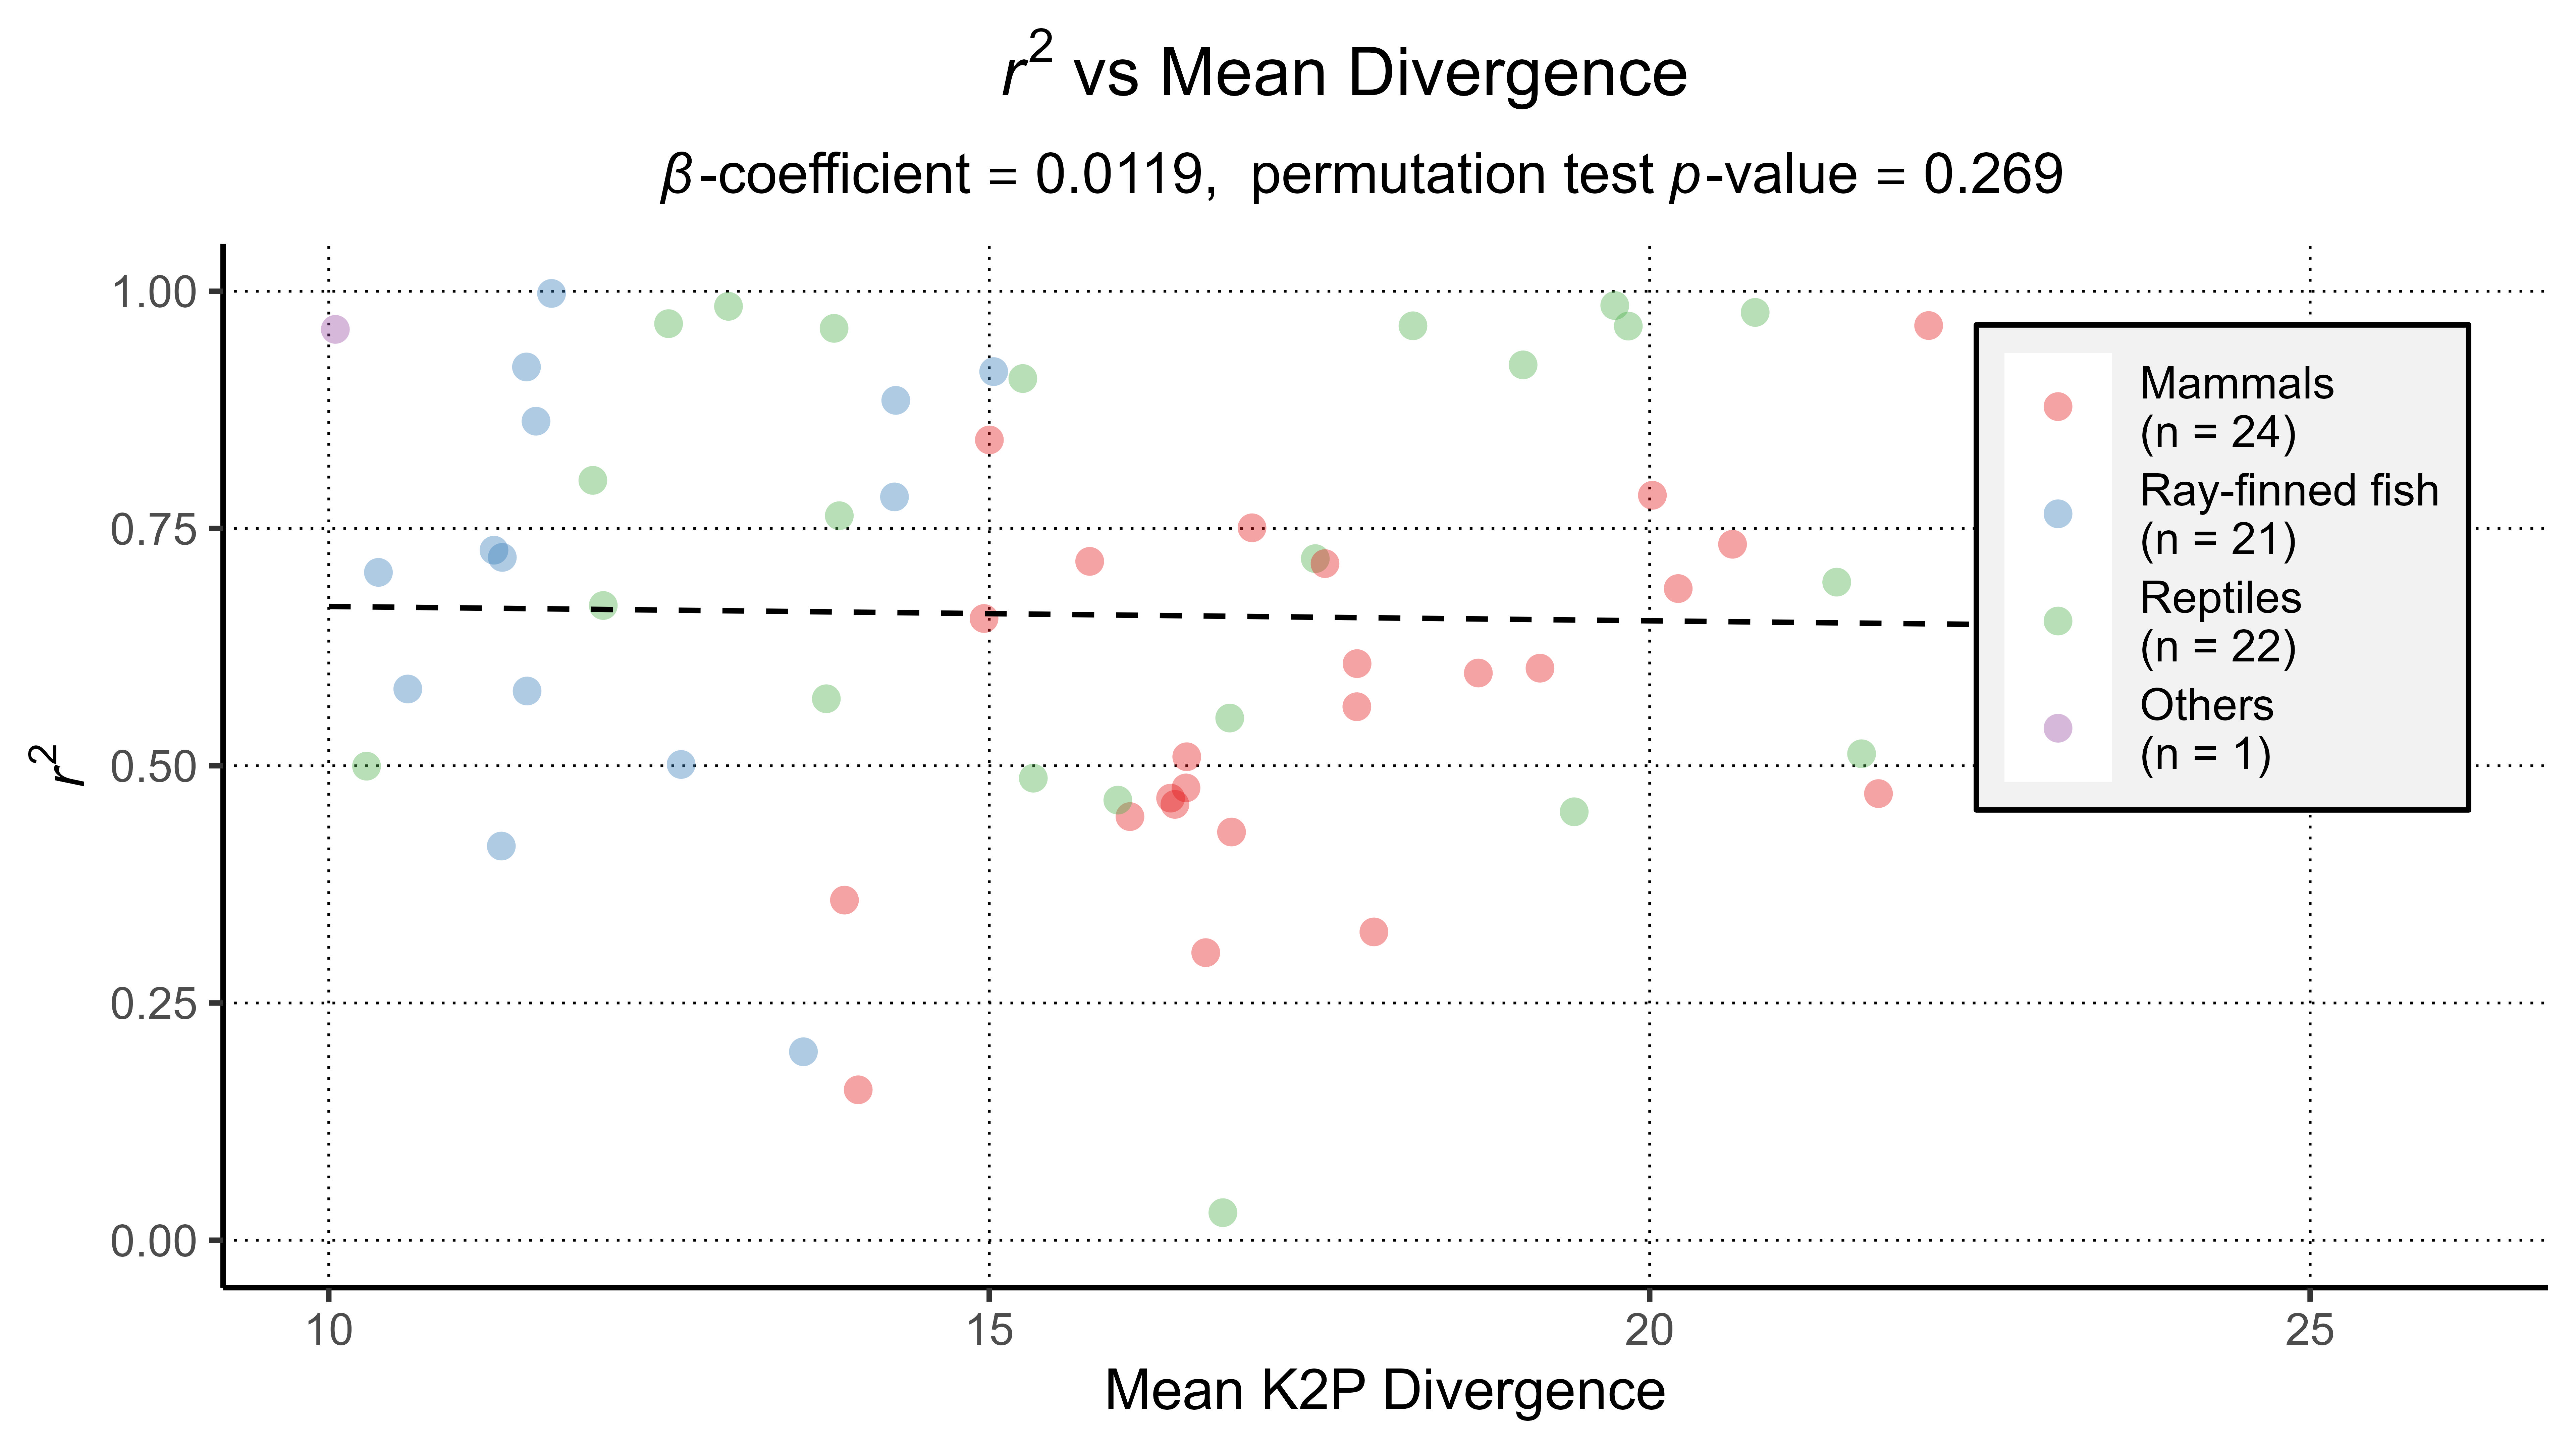 r² vs Mean Divergence
β-coefficient = 0.0119, permutation test p-value = 0.269
1.00
0.75
0.50
0.25
0.00
r²
10
15
20
25
Mean K2P Divergence
Mammals
(n = 24)
Ray-finned fish
(n = 21)
Reptiles
(n = 22)
Others
(n = 1)